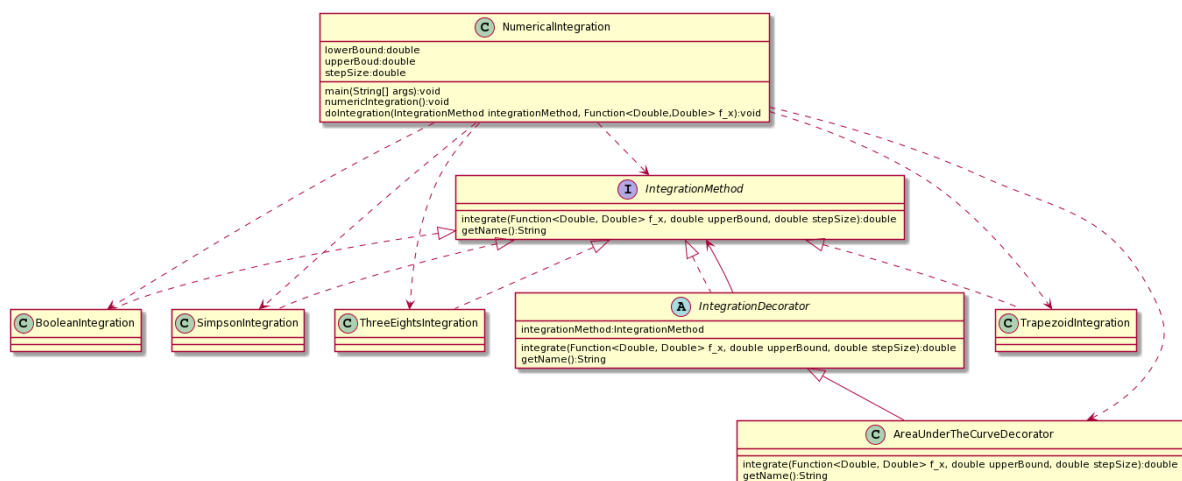 C NumericalIntegration
lowerBound:double
upperBoud:double
stepSize:double
main(String[] args):void
numericIntegration():void
doIntegration(IntegrationMethod integrationMethod, Function<Double,Double> f_x):void
I IntegrationMethod
integrate(Function<Double, Double> f_x, double upperBound, double stepSize):double
getName():String
C BooleanIntegration
C SimpsonIntegration
C ThreeEightsIntegration
A IntegrationDecorator
integrationMethod:IntegrationMethod
integrate(Function<Double, Double> f_x, double upperBound, double stepSize):double
getName():String
C TrapezoidIntegration
C AreaUnderTheCurveDecorator
integrate(Function<Double, Double> f_x, double upperBound, double stepSize):double
getName():String